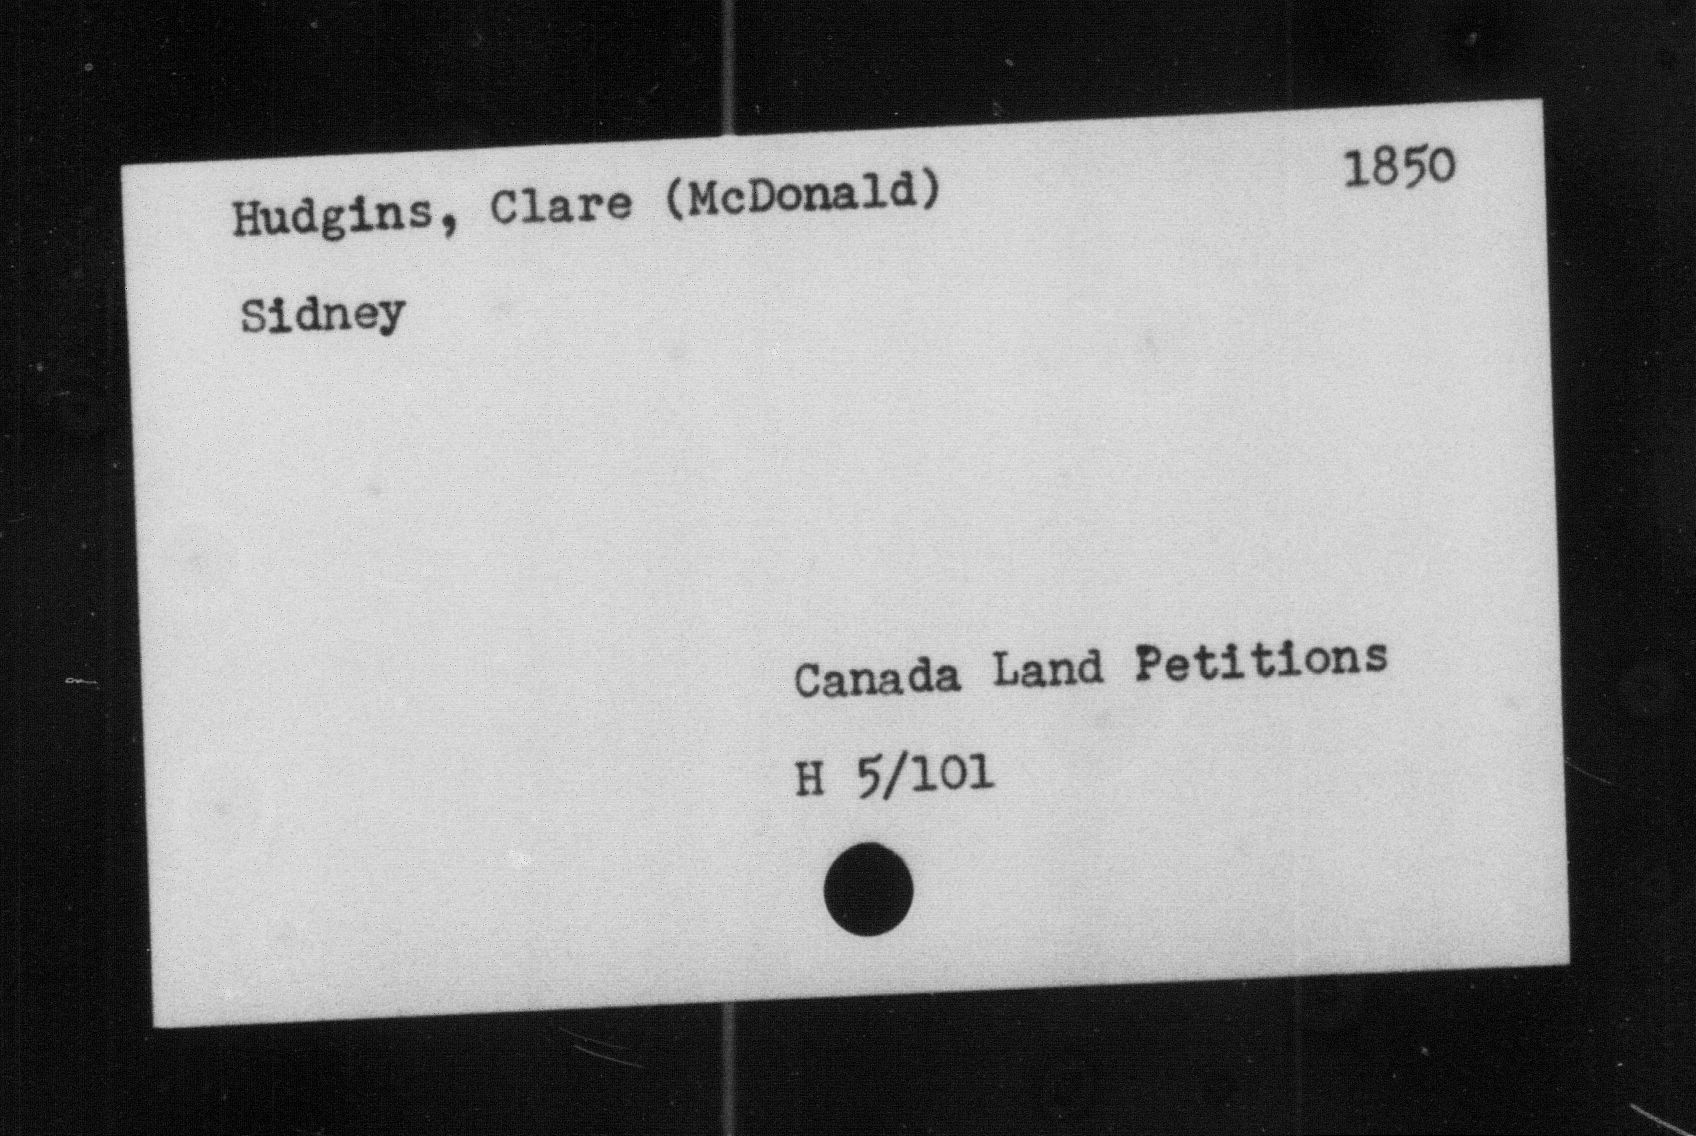 Hudgins, Clare (McDonald) 1850
Sidney
Canada Land Petitions
H 5/101